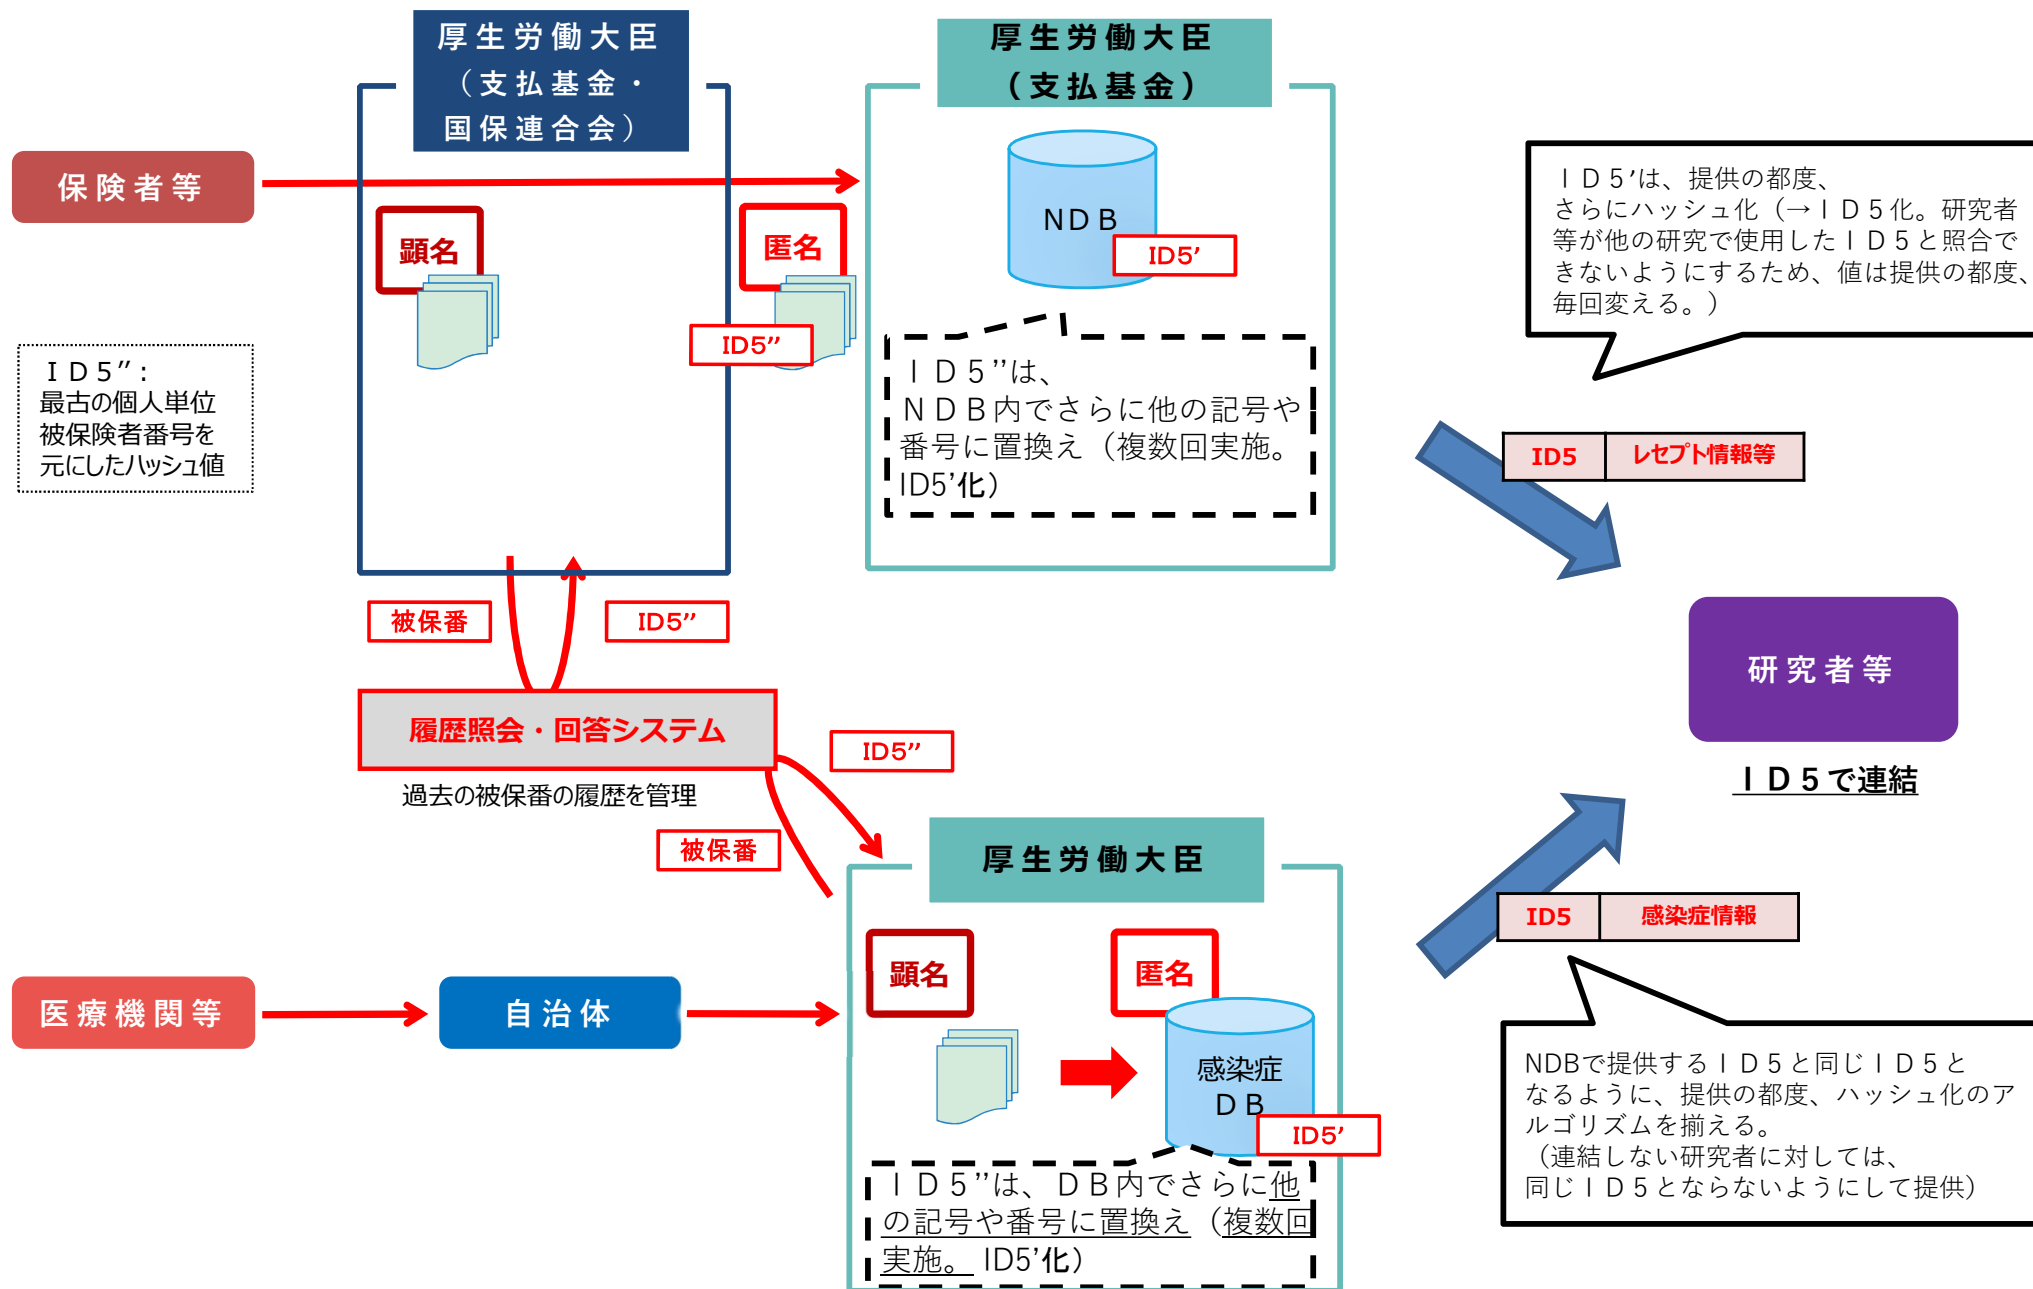 厚生労働大臣
（支払基金・
国保連合会）
厚生労働大臣
（支払基金）
保険者等
顕名
匿名
ID5’’
NDB
ID5’
ＩＤ５’は、提供の都度、
さらにハッシュ化（→ＩＤ５化。研究者
等が他の研究で使用したＩＤ５と照合で
きないようにするため、値は提供の都度、
毎回変える。）
ＩＤ５’’：
最古の個人単位
被保険者番号を
元にしたハッシュ値
ＩＤ５’’は、
ＮＤＢ内でさらに他の記号や
番号に置換え（複数回実施。
ID5’化）
ID5 レセプト情報等
被保番
ID5’’
履歴照会・回答システム
過去の被保番の履歴を管理
ID5’’
被保番
研究者等
ＩＤ５で連結
厚生労働大臣
医療機関等
自治体
顕名
匿名
感染症
ＤＢ
ID5’
ＩＤ５’’は、ＤＢ内でさらに他
の記号や番号に置換え（複数回
実施。 ID5’化）
ID5 感染症情報
NDBで提供するＩＤ５と同じＩＤ５と
なるように、提供の都度、ハッシュ化のア
ルゴリズムを揃える。
（連結しない研究者に対しては、
同じＩＤ５とならないようにして提供）